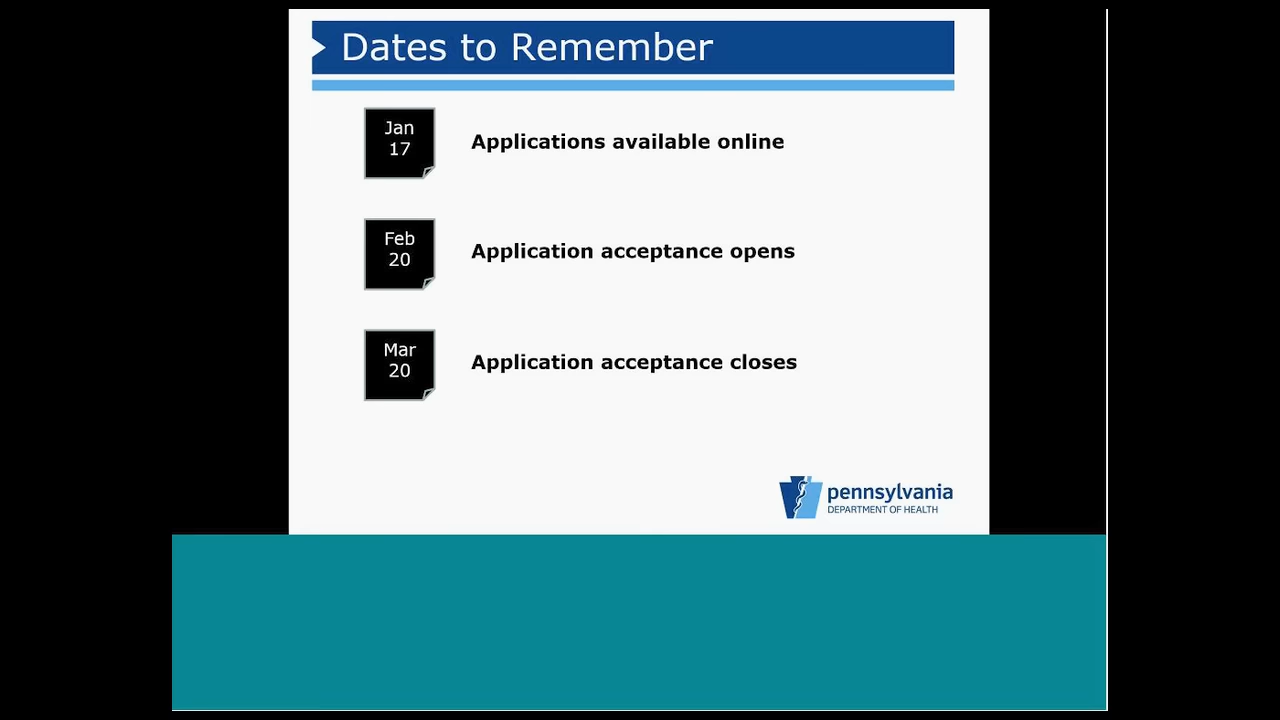 Dates to Remember
Jan
17
Applications available online
Feb
20
Application acceptance opens
Mar
20
Application acceptance closes
pennsylvania
DEPARTMENT OF HEALTH